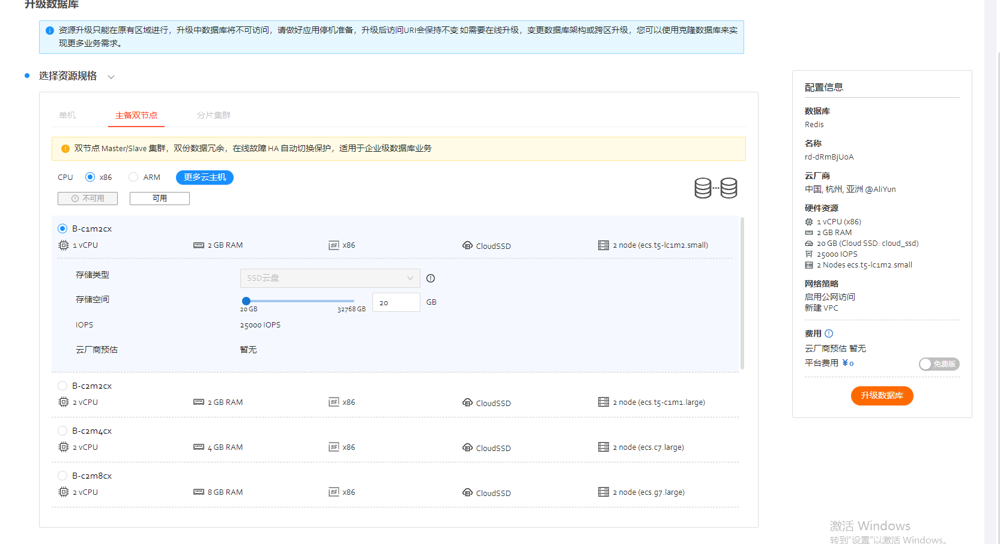 升级数据库
资源升级只能在原有区域进行，升级中数据库将不可访问，请做好应用停机准备，升级后访问URI会保持不变 如需要在线升级，变更数据库架构或跨区升级，您可以使用克隆数据库来实
现更多业务需求。
选择资源规格
单机 主备双节点 分片集群
双节点 Master/Slave 集群，双份数据冗余，在线故障 HA 自动切换保护，适用于企业级数据库业务
CPU x86 ARM 更多云主机
不可用 可用
B-c1m2cx
1 vCPU 2 GB RAM x86 CloudSSD 2 node (ecs.t5-lc1m2.small)
存储类型 SSD云盘
存储空间 20 GB
20 GB 32768 GB
IOPS 25000 IOPS
云厂商预估 暂无
B-c2m2cx
2 vCPU 2 GB RAM x86 CloudSSD 2 node (ecs.t5-c1m1.large)
B-c2m4cx
2 vCPU 4 GB RAM x86 CloudSSD 2 node (ecs.c7.large)
B-c2m8cx
2 vCPU 8 GB RAM x86 CloudSSD 2 node (ecs.g7.large)
配置信息
数据库
Redis
名称
rd-dRmBjUoA
云厂商
中国, 杭州, 亚洲 @AliYun
硬件资源
1 vCPU (x86)
2 GB RAM
20 GB (Cloud SSD: cloud_ssd)
25000 IOPS
2 Nodes ecs.t5-lc1m2.small
网络策略
启用公网访问
新建 VPC
费用
云厂商预估 暂无
平台费用 ¥0 免费版
升级数据库
激活 Windows
转到“设置”以激活 Windows。